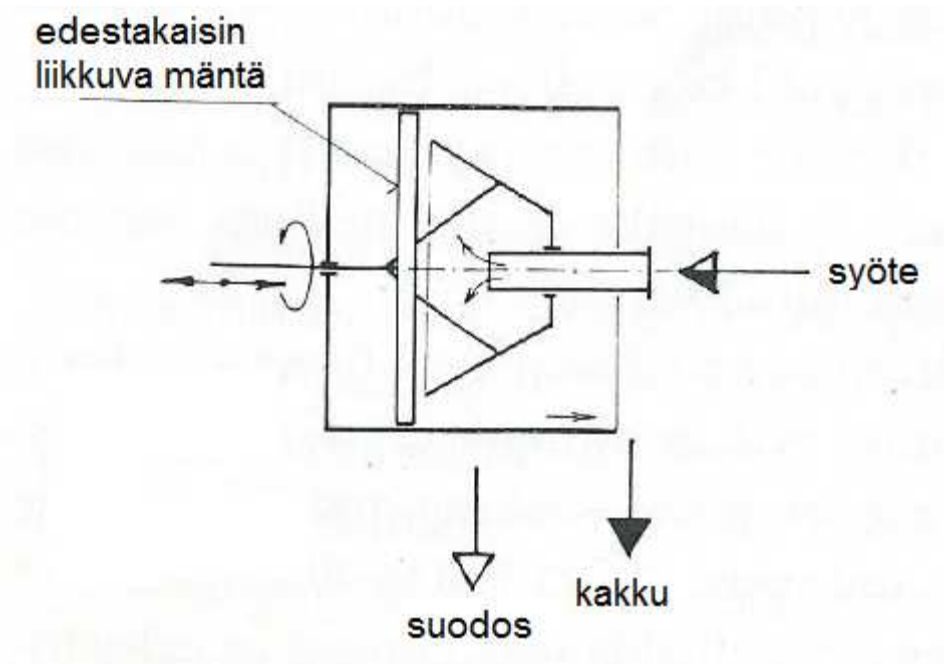 edestakaisin
liikkuva mäntä
syöte
kakku
suodos